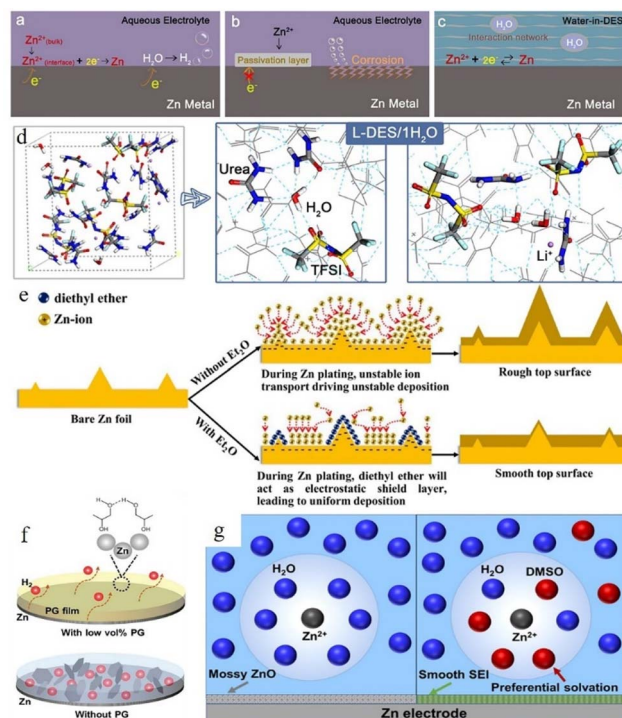 a
Aqueous Electrolyte
Zn²⁺(bulk)
Zn²⁺(interface) + 2e⁻ → Zn
H₂O → H₂
e⁻
e⁻
Zn Metal
b
Aqueous Electrolyte
Zn²⁺
Passivation layer
Corrosion
e⁻
Zn Metal
c
Water-in-DES
H₂O
Interaction network
H₂O
Zn²⁺ + 2e⁻ ⇄ Zn
Zn Metal
d
L-DES/1H₂O
Urea
H₂O
TFSI
Li⁺
e
diethyl ether
Zn-ion
Bare Zn foil
Without Et₂O
During Zn plating, unstable ion
transport driving unstable deposition
Rough top surface
With Et₂O
During Zn plating, diethyl ether will
act as electrostatic shield layer,
leading to uniform deposition
Smooth top surface
f
H
O
H
O
OH
OH
Zn
H₂
Zn
PG film
With low vol% PG
Zn
Without PG
g
H₂O
Zn²⁺
Mossy ZnO
H₂O
DMSO
Zn²⁺
Smooth SEI
Preferential solvation
Zn electrode